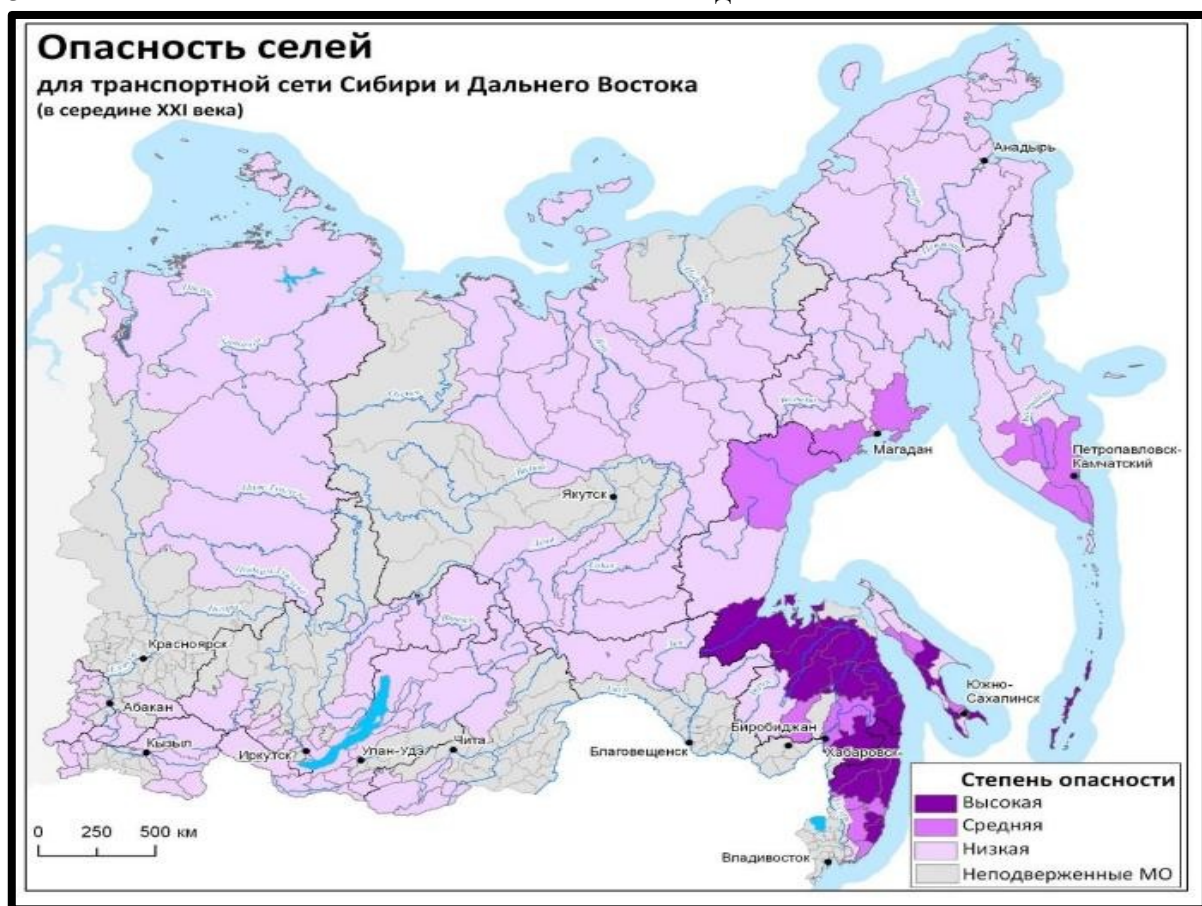 Опасность селей
для транспортной сети Сибири и Дальнего Востока
(в середине XXI века)
Анадырь
Магадан
Петропавловск-
Камчатский
Якутск
Красноярск
Абакан
Кызыл
Иркутск
Улан-Удэ
Чита
Благовещенск
Биробиджан
Хабаровск
Южно-
Сахалинск
Владивосток
0 250 500 км
Степень опасности
Высокая
Средняя
Низкая
Неподверженные МО